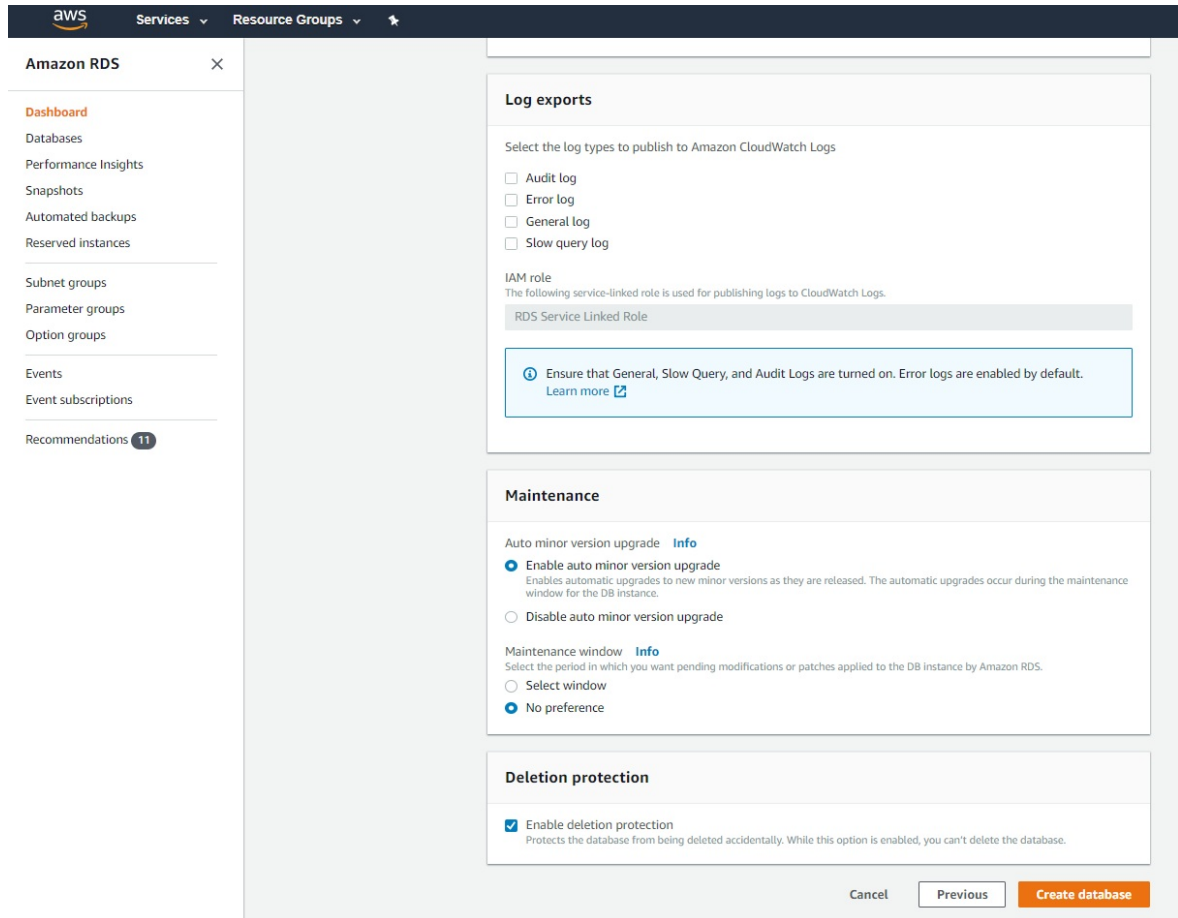 aws
Services
Resource Groups
Amazon RDS
Dashboard
Databases
Performance Insights
Snapshots
Automated backups
Reserved instances
Subnet groups
Parameter groups
Option groups
Events
Event subscriptions
Recommendations 11
Log exports
Select the log types to publish to Amazon CloudWatch Logs
Audit log
Error log
General log
Slow query log
IAM role
The following service-linked role is used for publishing logs to CloudWatch Logs.
RDS Service Linked Role
Ensure that General, Slow Query, and Audit Logs are turned on. Error logs are enabled by default.
Learn more
Maintenance
Auto minor version upgrade Info
Enable auto minor version upgrade
Enables automatic upgrades to new minor versions as they are released. The automatic upgrades occur during the maintenance
window for the DB instance.
Disable auto minor version upgrade
Maintenance window Info
Select the period in which you want pending modifications or patches applied to the DB instance by Amazon RDS.
Select window
No preference
Deletion protection
Enable deletion protection
Protects the database from being deleted accidentally. While this option is enabled, you can't delete the database.
Cancel
Previous
Create database